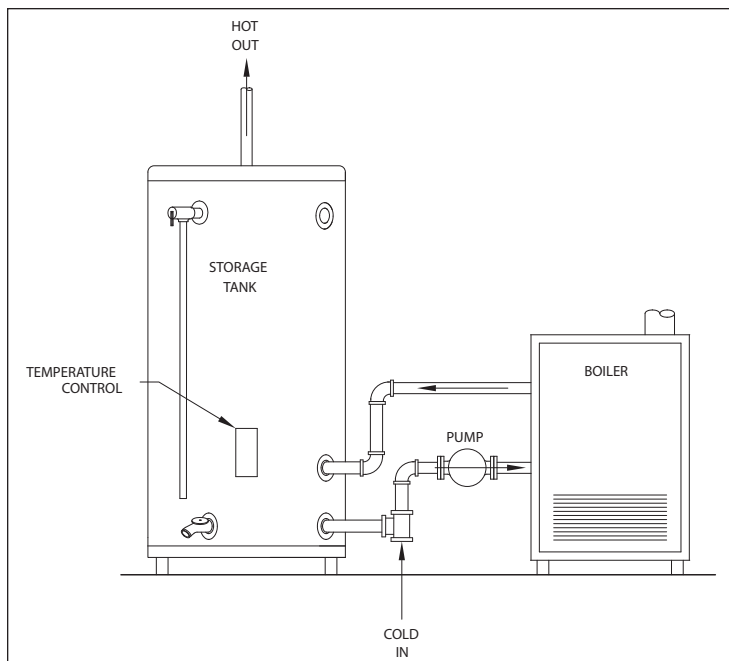 HOT
OUT
STORAGE
TANK
TEMPERATURE
CONTROL
BOILER
PUMP
COLD
IN